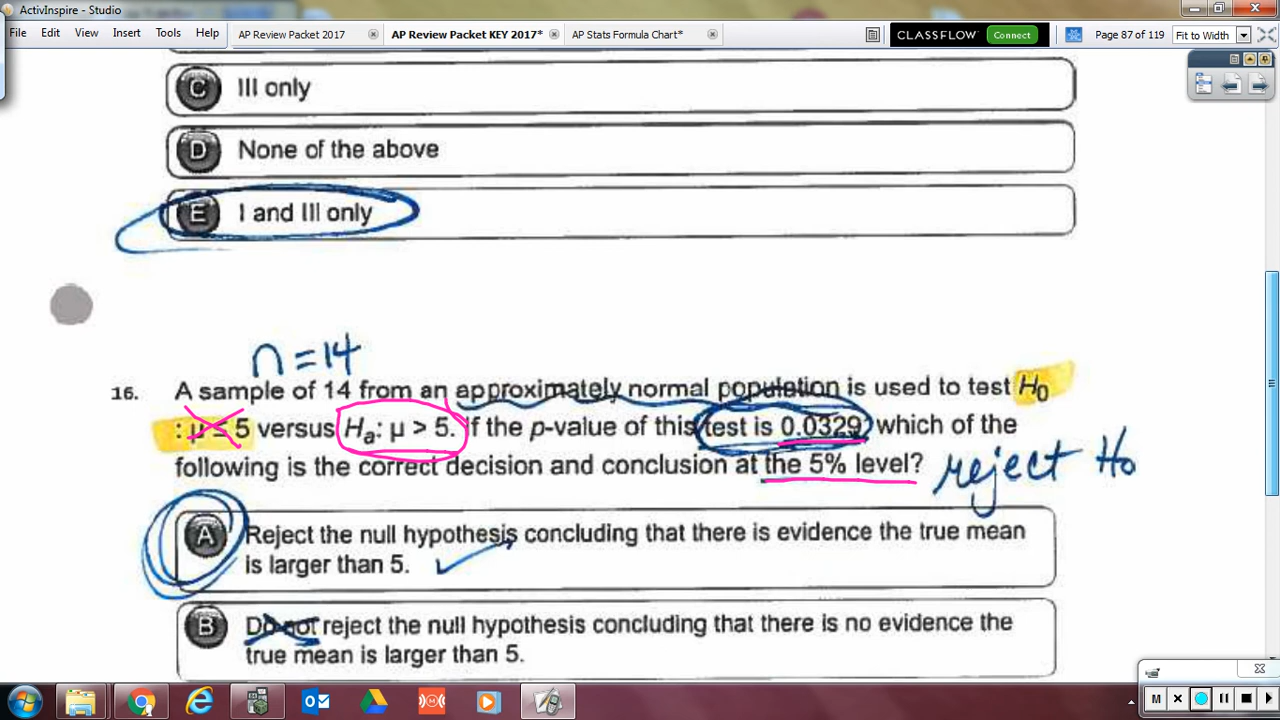 ActivInspire - Studio
File Edit View Insert Tools Help
AP Review Packet 2017
AP Review Packet KEY 2017*
AP Stats Formula Chart*
CLASSFLOW Connect
Page 87 of 119
Fit to Width
C III only
D None of the above
E I and III only
n = 14
16. A sample of 14 from an approximately normal population is used to test H0
: μ ≤ 5 versus Ha: μ > 5. If the p-value of this test is 0.0329 which of the
following is the correct decision and conclusion at the 5% level?
reject Ho
A Reject the null hypothesis concluding that there is evidence the true mean
is larger than 5.
B Do not reject the null hypothesis concluding that there is no evidence the
true mean is larger than 5.
M